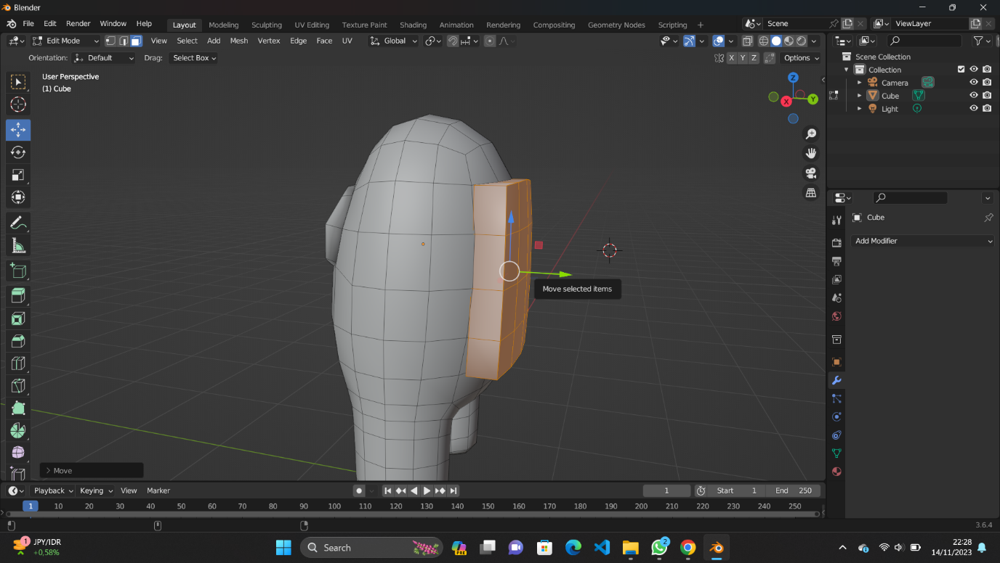 Blender
File Edit Render Window Help
Layout Modeling Sculpting UV Editing Texture Paint Shading Animation Rendering Compositing Geometry Nodes Scripting +
Scene
ViewLayer
Edit Mode View Select Add Mesh Vertex Edge Face UV Global
Orientation: Default Drag: Select Box
X Y Z Options
User Perspective
(1) Cube
Z
X Y
Move selected items
> Move
Scene Collection
Collection
Camera
Cube
Light
Cube
Add Modifier
Playback Keying View Marker
1 Start 1 End 250
1 10 20 30 40 50 60 70 80 90 100 110 120 130 140 150 160 170 180 190 200 210 220 230 240 250
3.6.4
1
JPY/IDR
+0,58%
Search
PRE
2
22:28
14/11/2023